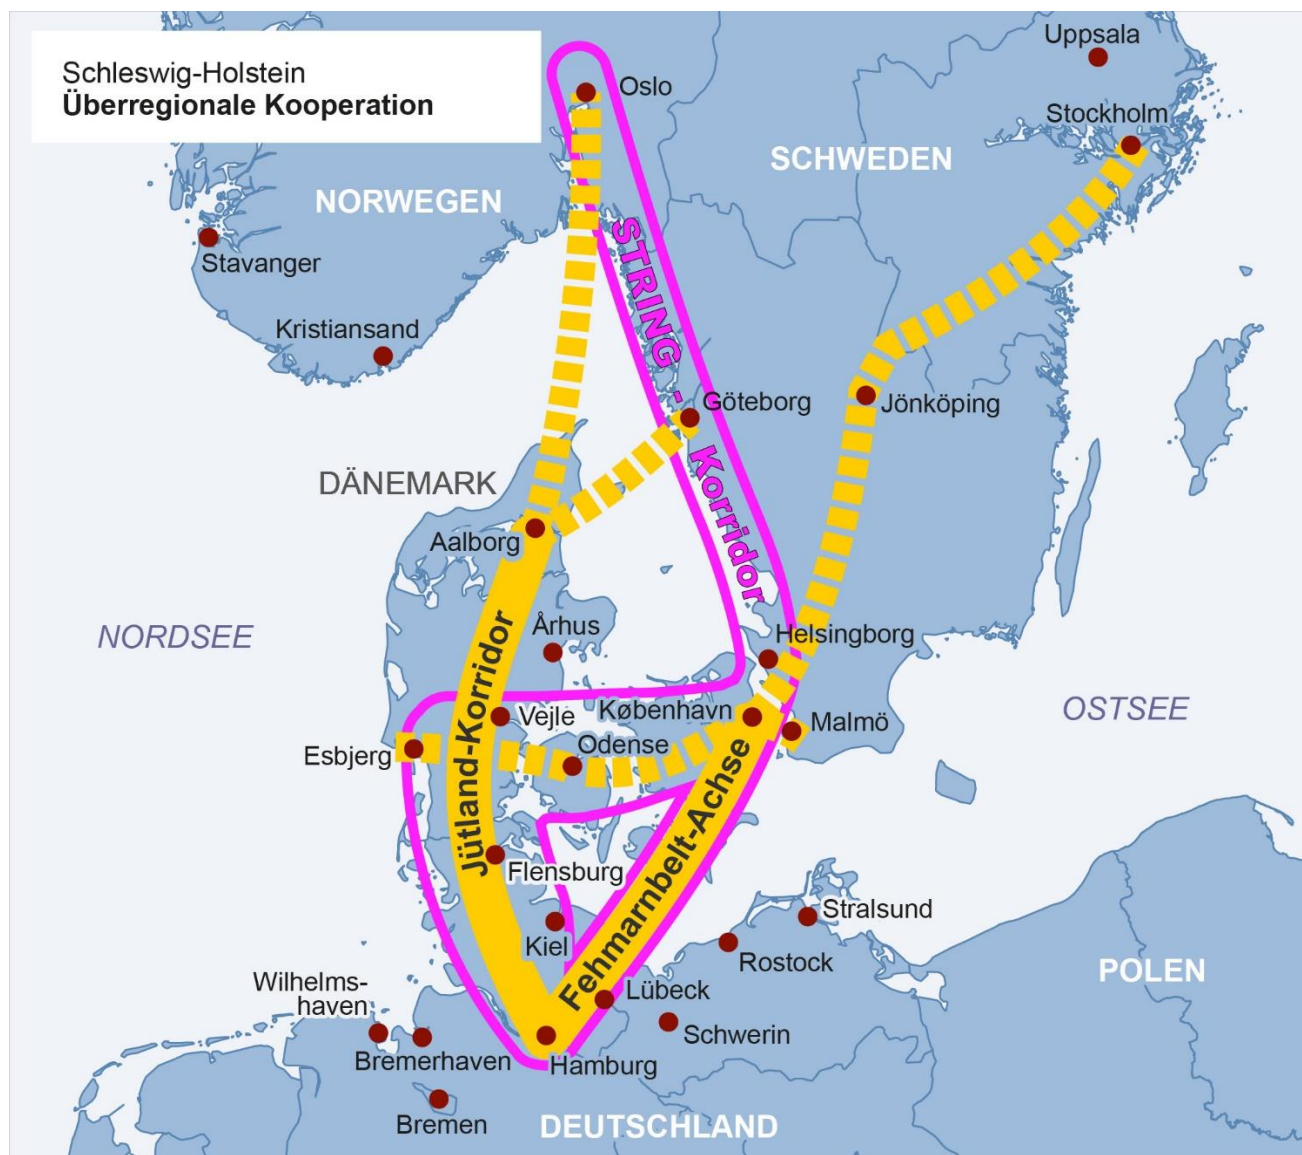 Schleswig-Holstein
Überregionale Kooperation
Uppsala
Oslo
Stockholm
SCHWEDEN
NORWEGEN
Stavanger
STRING -
Korridor
Kristiansand
Göteborg
Jönköping
DÄNEMARK
Aalborg
NORDSEE
Århus
Helsingborg
Jütland-Korridor
OSTSEE
Vejle
København
Malmö
Esbjerg
Odense
Fehmarnbelt-Achse
Flensburg
Stralsund
Kiel
Rostock
POLEN
Wilhelms-
haven
Lübeck
Schwerin
Bremerhaven
Hamburg
Bremen
DEUTSCHLAND